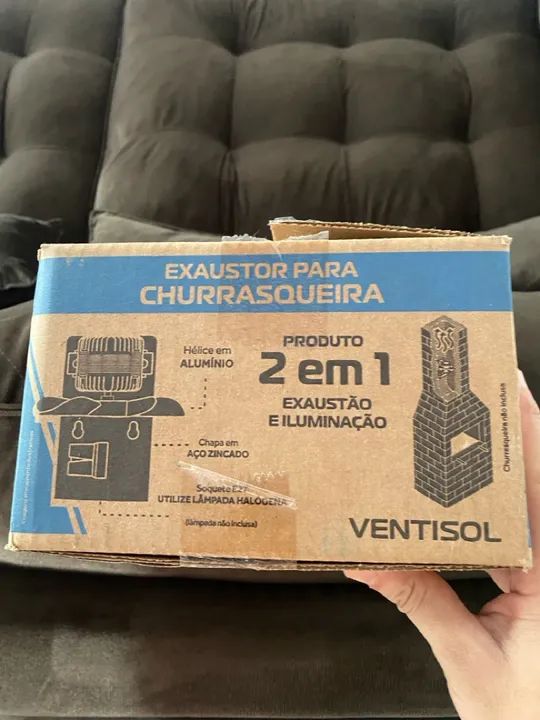 EXAUSTOR PARA
CHURRASQUEIRA
Hélice em
ALUMÍNIO
Chapa em
AÇO ZINCADO
Soquete E27
UTILIZE LÂMPADA HALÓGENA
(lâmpada não inclusa)
PRODUTO
2 em 1
EXAUSTÃO
E ILUMINAÇÃO
Churrasqueira não inclusa
VENTISOL